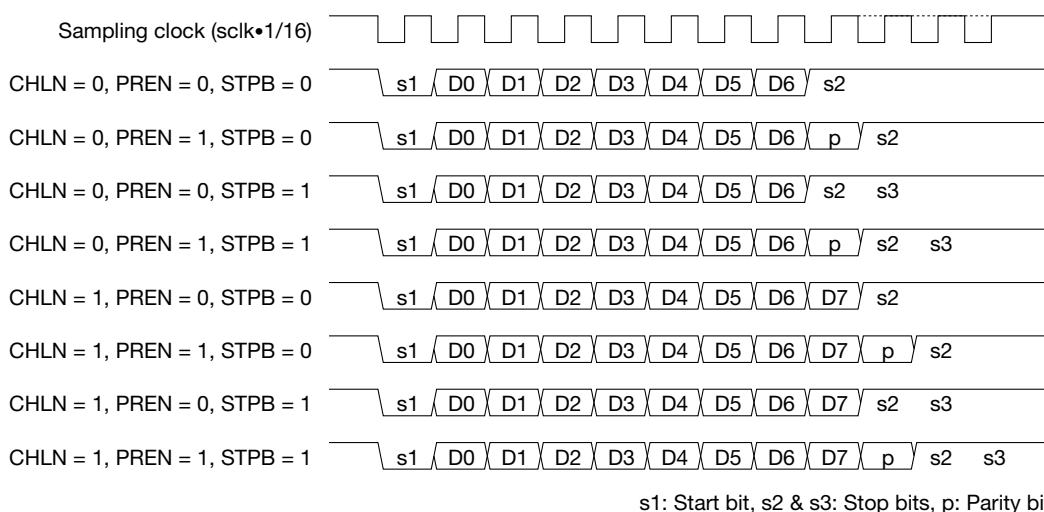 Sampling clock (sclk•1/16)
CHLN = 0, PREN = 0, STPB = 0 s1 D0 D1 D2 D3 D4 D5 D6 s2
CHLN = 0, PREN = 1, STPB = 0 s1 D0 D1 D2 D3 D4 D5 D6 p s2
CHLN = 0, PREN = 0, STPB = 1 s1 D0 D1 D2 D3 D4 D5 D6 s2 s3
CHLN = 0, PREN = 1, STPB = 1 s1 D0 D1 D2 D3 D4 D5 D6 p s2 s3
CHLN = 1, PREN = 0, STPB = 0 s1 D0 D1 D2 D3 D4 D5 D6 D7 s2
CHLN = 1, PREN = 1, STPB = 0 s1 D0 D1 D2 D3 D4 D5 D6 D7 p s2
CHLN = 1, PREN = 0, STPB = 1 s1 D0 D1 D2 D3 D4 D5 D6 D7 s2 s3
CHLN = 1, PREN = 1, STPB = 1 s1 D0 D1 D2 D3 D4 D5 D6 D7 p s2 s3
s1: Start bit, s2 & s3: Stop bits, p: Parity bi